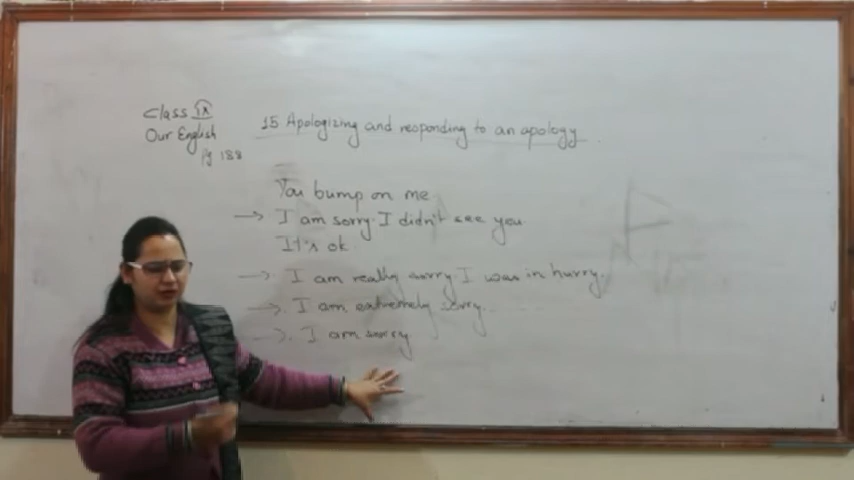 Class IX
Our English
Pg 188
15 Apologizing and responding to an apology.
You bump on me
→ I am sorry. I didn't see you
It's ok.
→ I am really sorry. I was in hurry.
→ I am extremely sorry.
→ I am sorry